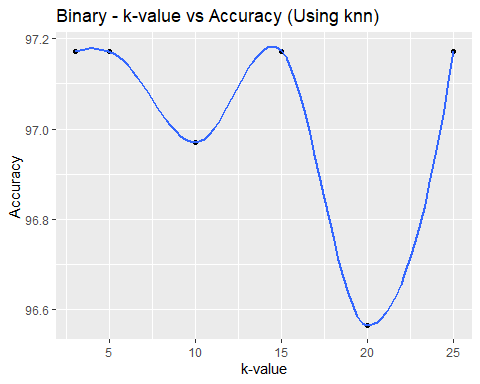 Binary - k-value vs Accuracy (Using knn)
97.2
97.0
96.8
96.6
Accuracy
5 10 15 20 25
k-value